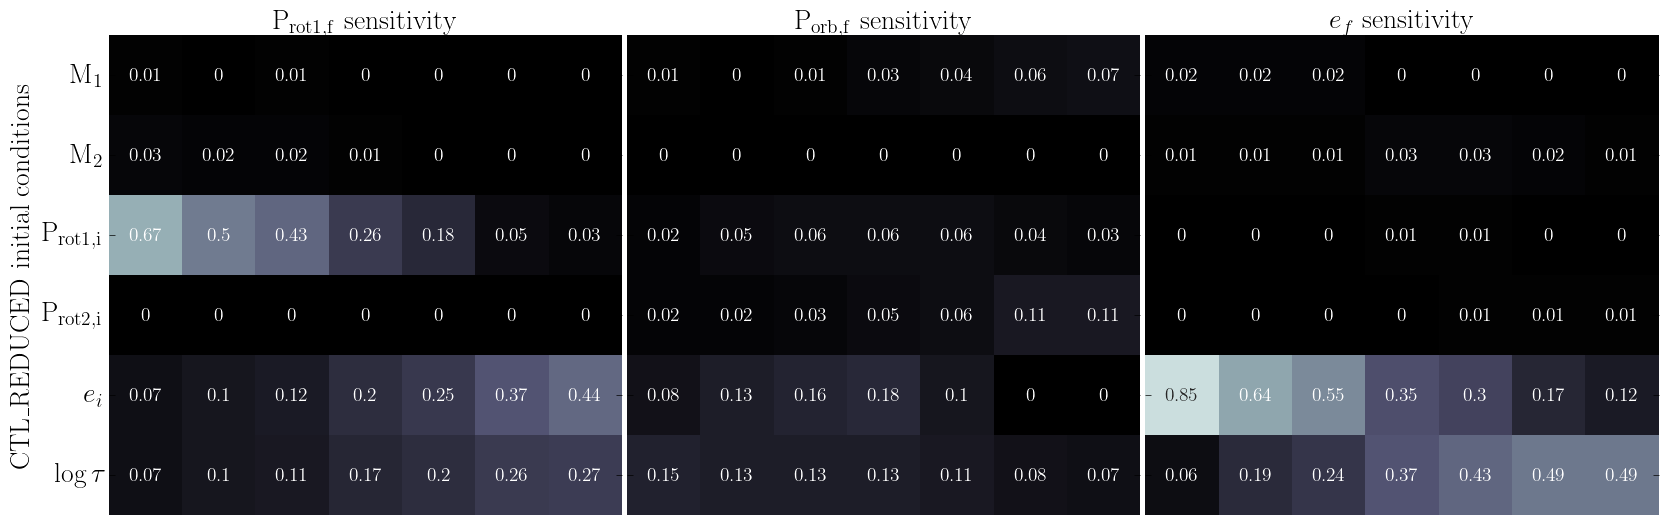 P_rot1,f sensitivity P_orb,f sensitivity e_f sensitivity
CTL_REDUCED initial conditions
M_1 0.01 0 0.01 0 0 0 0 0.01 0 0.01 0.03 0.04 0.06 0.07 0.02 0.02 0.02 0 0 0 0
M_2 0.03 0.02 0.02 0.01 0 0 0 0 0 0 0 0 0 0 0.01 0.01 0.01 0.03 0.03 0.02 0.01
P_rot1,i 0.67 0.5 0.43 0.26 0.18 0.05 0.03 0.02 0.05 0.06 0.06 0.06 0.04 0.03 0 0 0 0.01 0.01 0 0
P_rot2,i 0 0 0 0 0 0 0 0.02 0.02 0.03 0.05 0.06 0.11 0.11 0 0 0 0 0.01 0.01 0.01
e_i 0.07 0.1 0.12 0.2 0.25 0.37 0.44 0.08 0.13 0.16 0.18 0.1 0 0 0.85 0.64 0.55 0.35 0.3 0.17 0.12
log τ 0.07 0.1 0.11 0.17 0.2 0.26 0.27 0.15 0.13 0.13 0.13 0.11 0.08 0.07 0.06 0.19 0.24 0.37 0.43 0.49 0.49